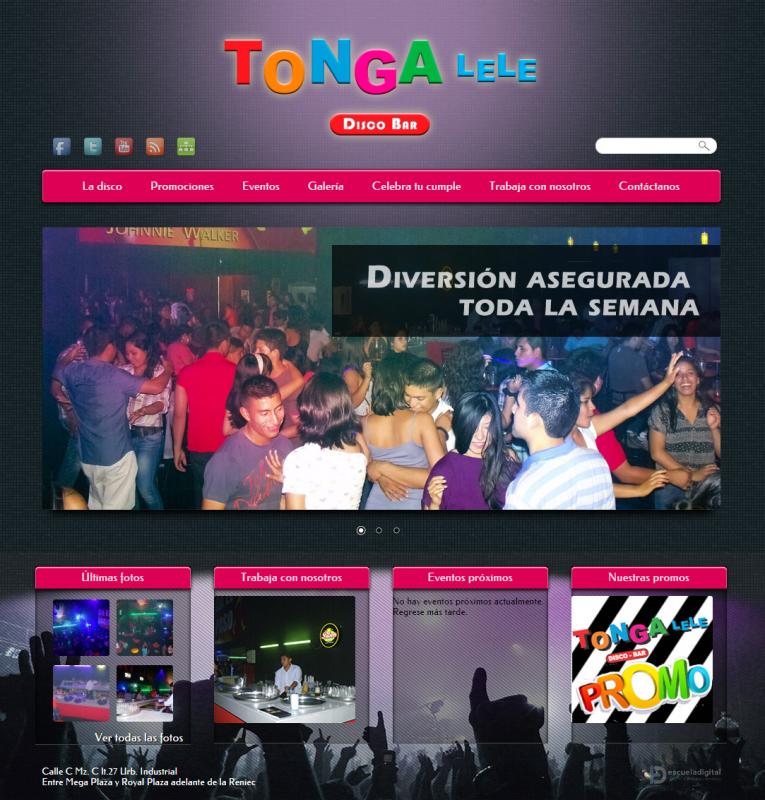 TONGA LELE
DISCO BAR
La disco Promociones Eventos Galería Celebra tu cumple Trabaja con nosotros Contáctanos
JOHNNIE WALKER
DIVERSIÓN ASEGURADA
TODA LA SEMANA
Últimas fotos
Ver todas las fotos
Trabaja con nosotros
Eventos próximos
No hay eventos próximos actualmente.
Regrese más tarde.
Nuestras promos
TONGA LELE
DISCO - BAR
PROMO
Calle C Mz. C lt.27 Urb. Industrial
Entre Mega Plaza y Royal Plaza adelante de la Reniec
escueladigital